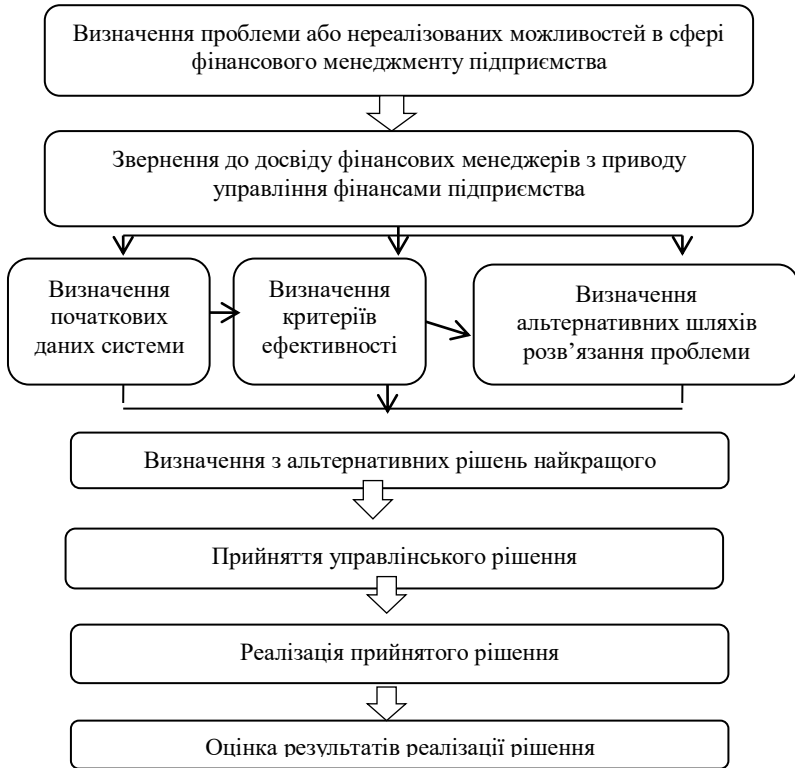 Визначення проблеми або нереалізованих можливостей в сфері
фінансового менеджменту підприємства
Звернення до досвіду фінансових менеджерів з приводу
управління фінансами підприємства
Визначення
початкових
даних системи
Визначення
критеріїв
ефективності
Визначення
альтернативних шляхів
розв’язання проблеми
Визначення з альтернативних рішень найкращого
Прийняття управлінського рішення
Реалізація прийнятого рішення
Оцінка результатів реалізації рішення